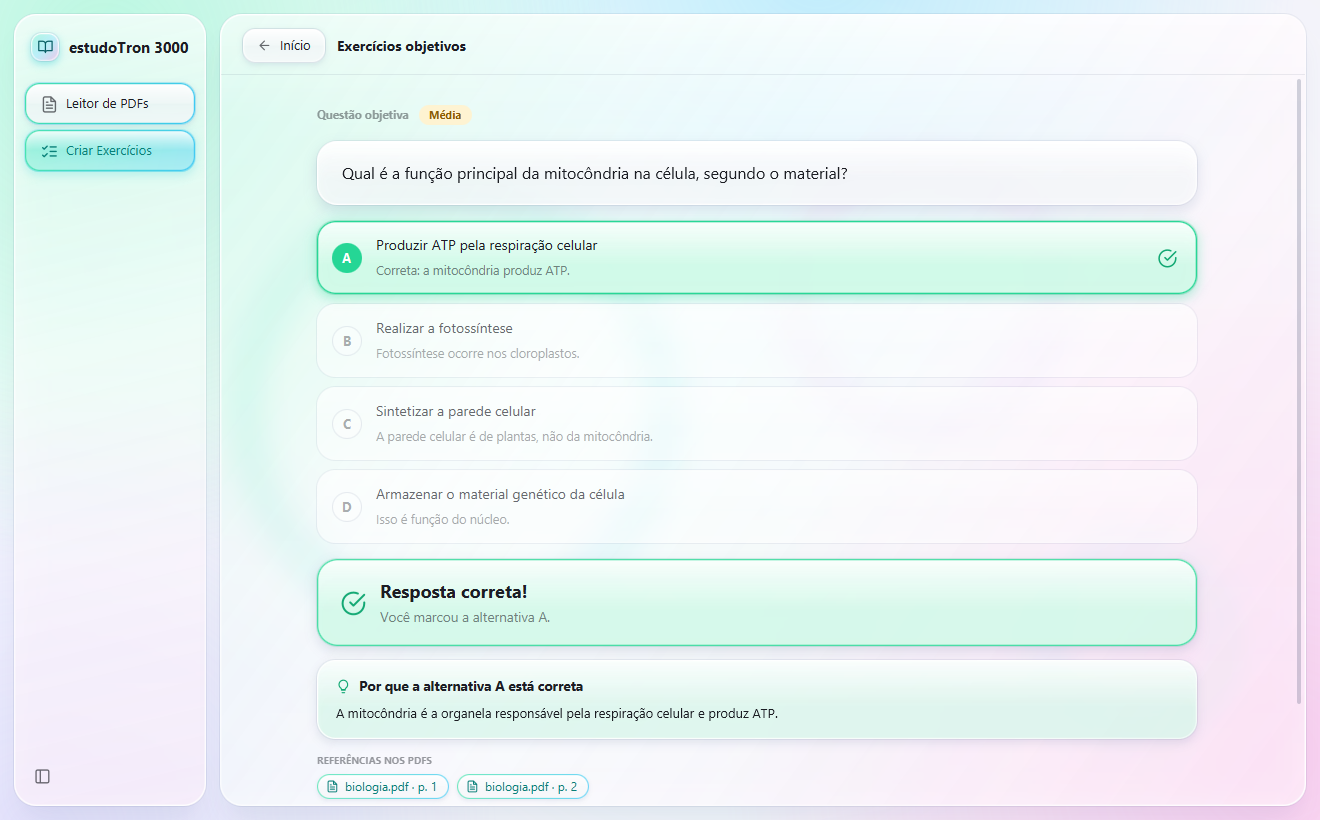 estudoTron 3000
Leitor de PDFs
Criar Exercícios
Início
Exercícios objetivos
Questão objetiva
Média
Qual é a função principal da mitocôndria na célula, segundo o material?
A
Produzir ATP pela respiração celular
Correta: a mitocôndria produz ATP.
B
Realizar a fotossíntese
Fotossíntese ocorre nos cloroplastos.
C
Sintetizar a parede celular
A parede celular é de plantas, não da mitocôndria.
D
Armazenar o material genético da célula
Isso é função do núcleo.
Resposta correta!
Você marcou a alternativa A.
Por que a alternativa A está correta
A mitocôndria é a organela responsável pela respiração celular e produz ATP.
REFERÊNCIAS NOS PDFS
biologia.pdf · p. 1
biologia.pdf · p. 2